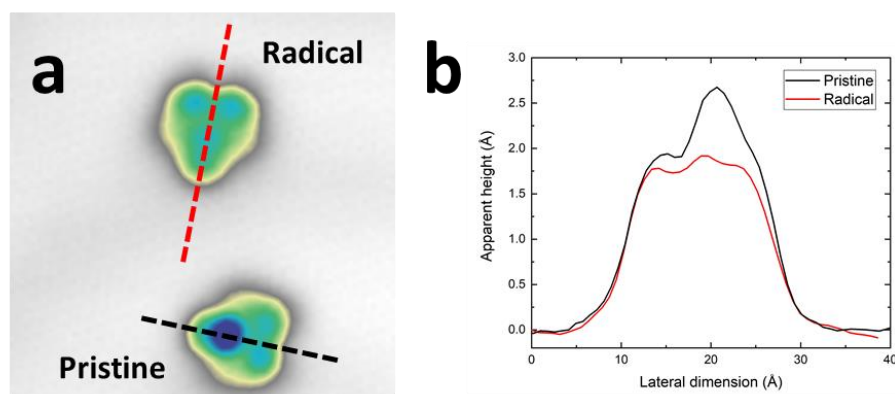 a
Radical
Pristine
b
Pristine
Radical
Apparent height (Å)
3.0
2.5
2.0
1.5
1.0
0.5
0.0
0
10
20
30
40
Lateral dimension (Å)